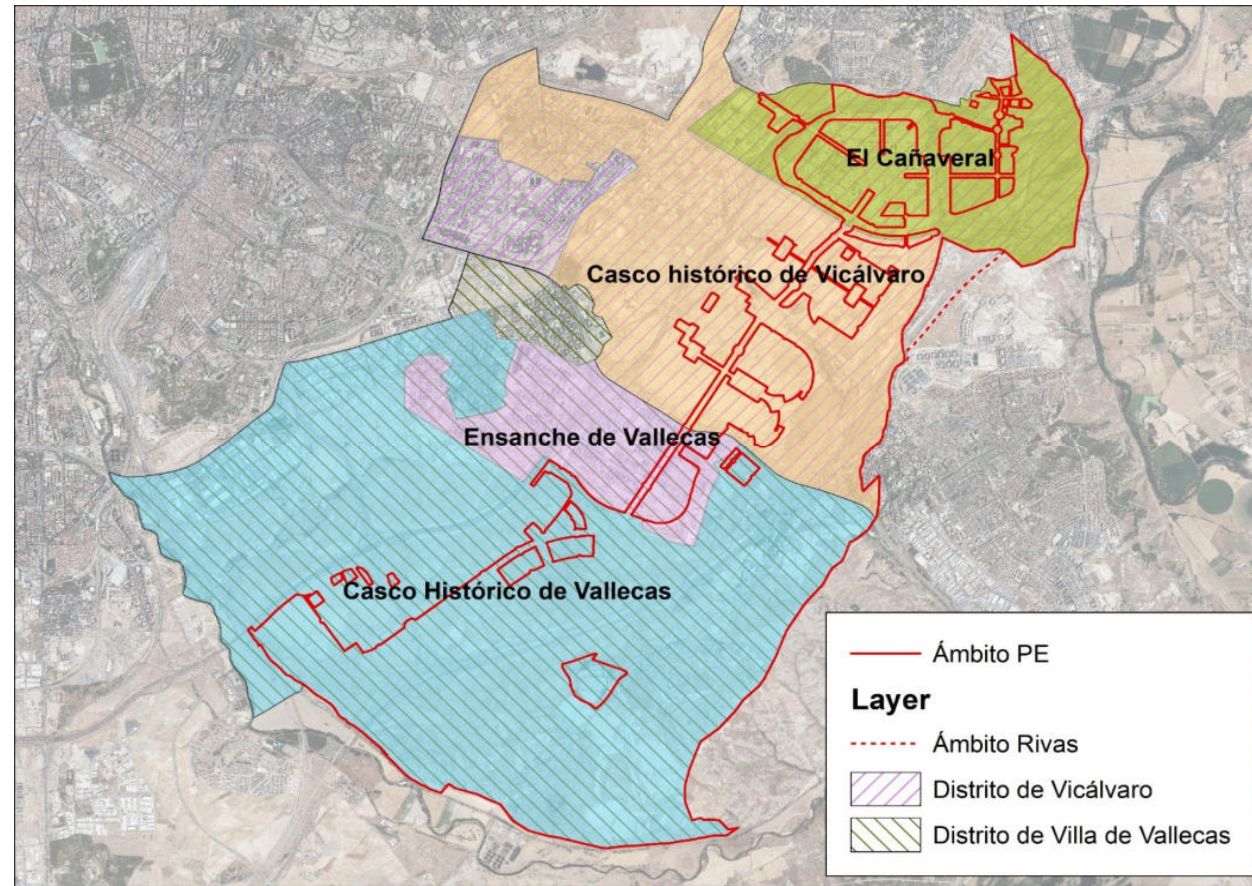 El Cañaveral
Casco histórico de Vicálvaro
Ensanche de Vallecas
Casco Histórico de Vallecas
Ámbito PE
Layer
Ámbito Rivas
Distrito de Vicálvaro
Distrito de Villa de Vallecas